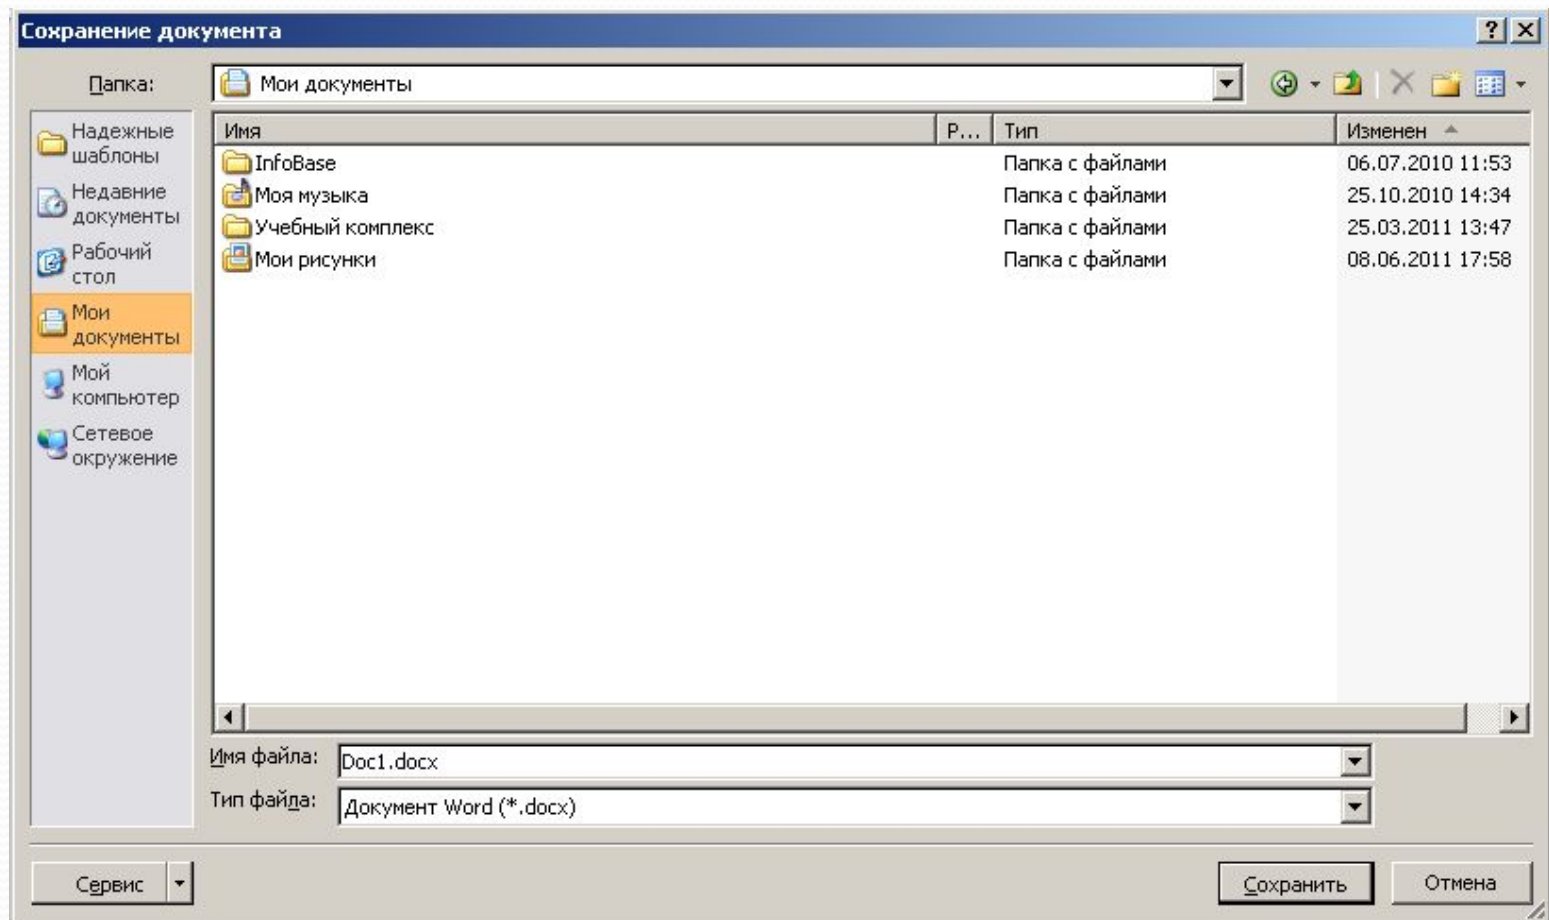 Сохранение документа
Папка:
Мои документы
Надежные
шаблоны
Недавние
документы
Рабочий
стол
Мои
документы
Мой
компьютер
Сетевое
окружение
Имя Р... Тип Изменен
InfoBase Папка с файлами 06.07.2010 11:53
Моя музыка Папка с файлами 25.10.2010 14:34
Учебный комплекс Папка с файлами 25.03.2011 13:47
Мои рисунки Папка с файлами 08.06.2011 17:58
Имя файла: Doc1.docx
Тип файла: Документ Word (*.docx)
Сервис Сохранить Отмена